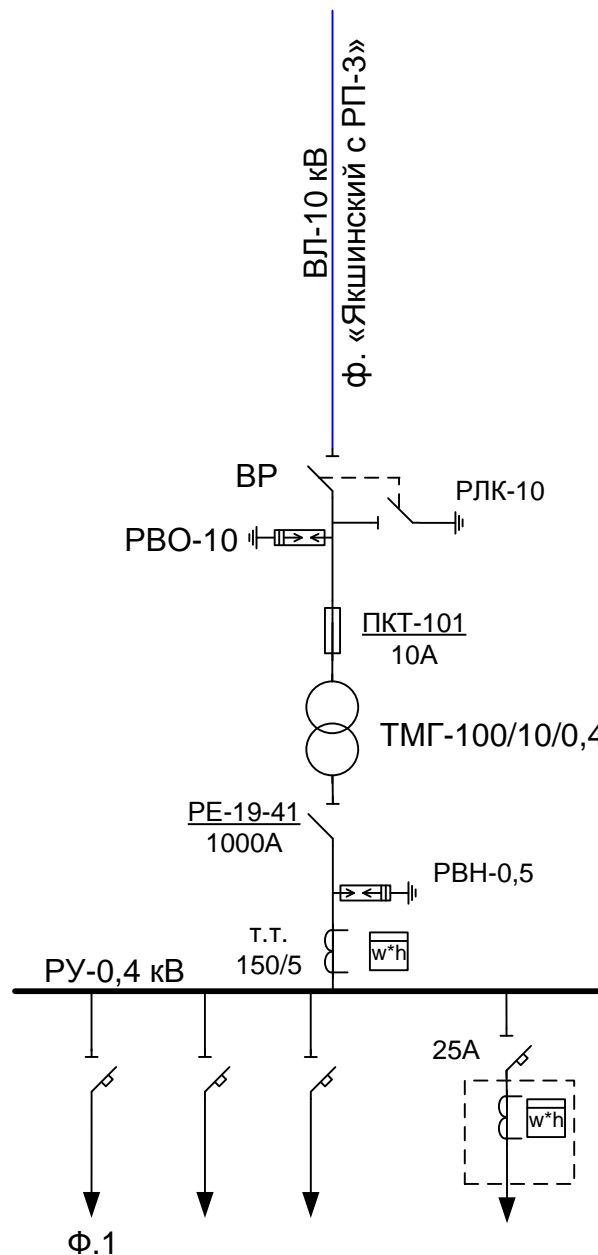 ВЛ-10 кВ
ф. «Якшинский с РП-3»
ВР
РЛК-10
РВО-10
ПКТ-101
10А
ТМГ-100/10/0,4
РЕ-19-41
1000А
РВН-0,5
т.т.
150/5
w*h
РУ-0,4 кВ
25А
w*h
Ф.1